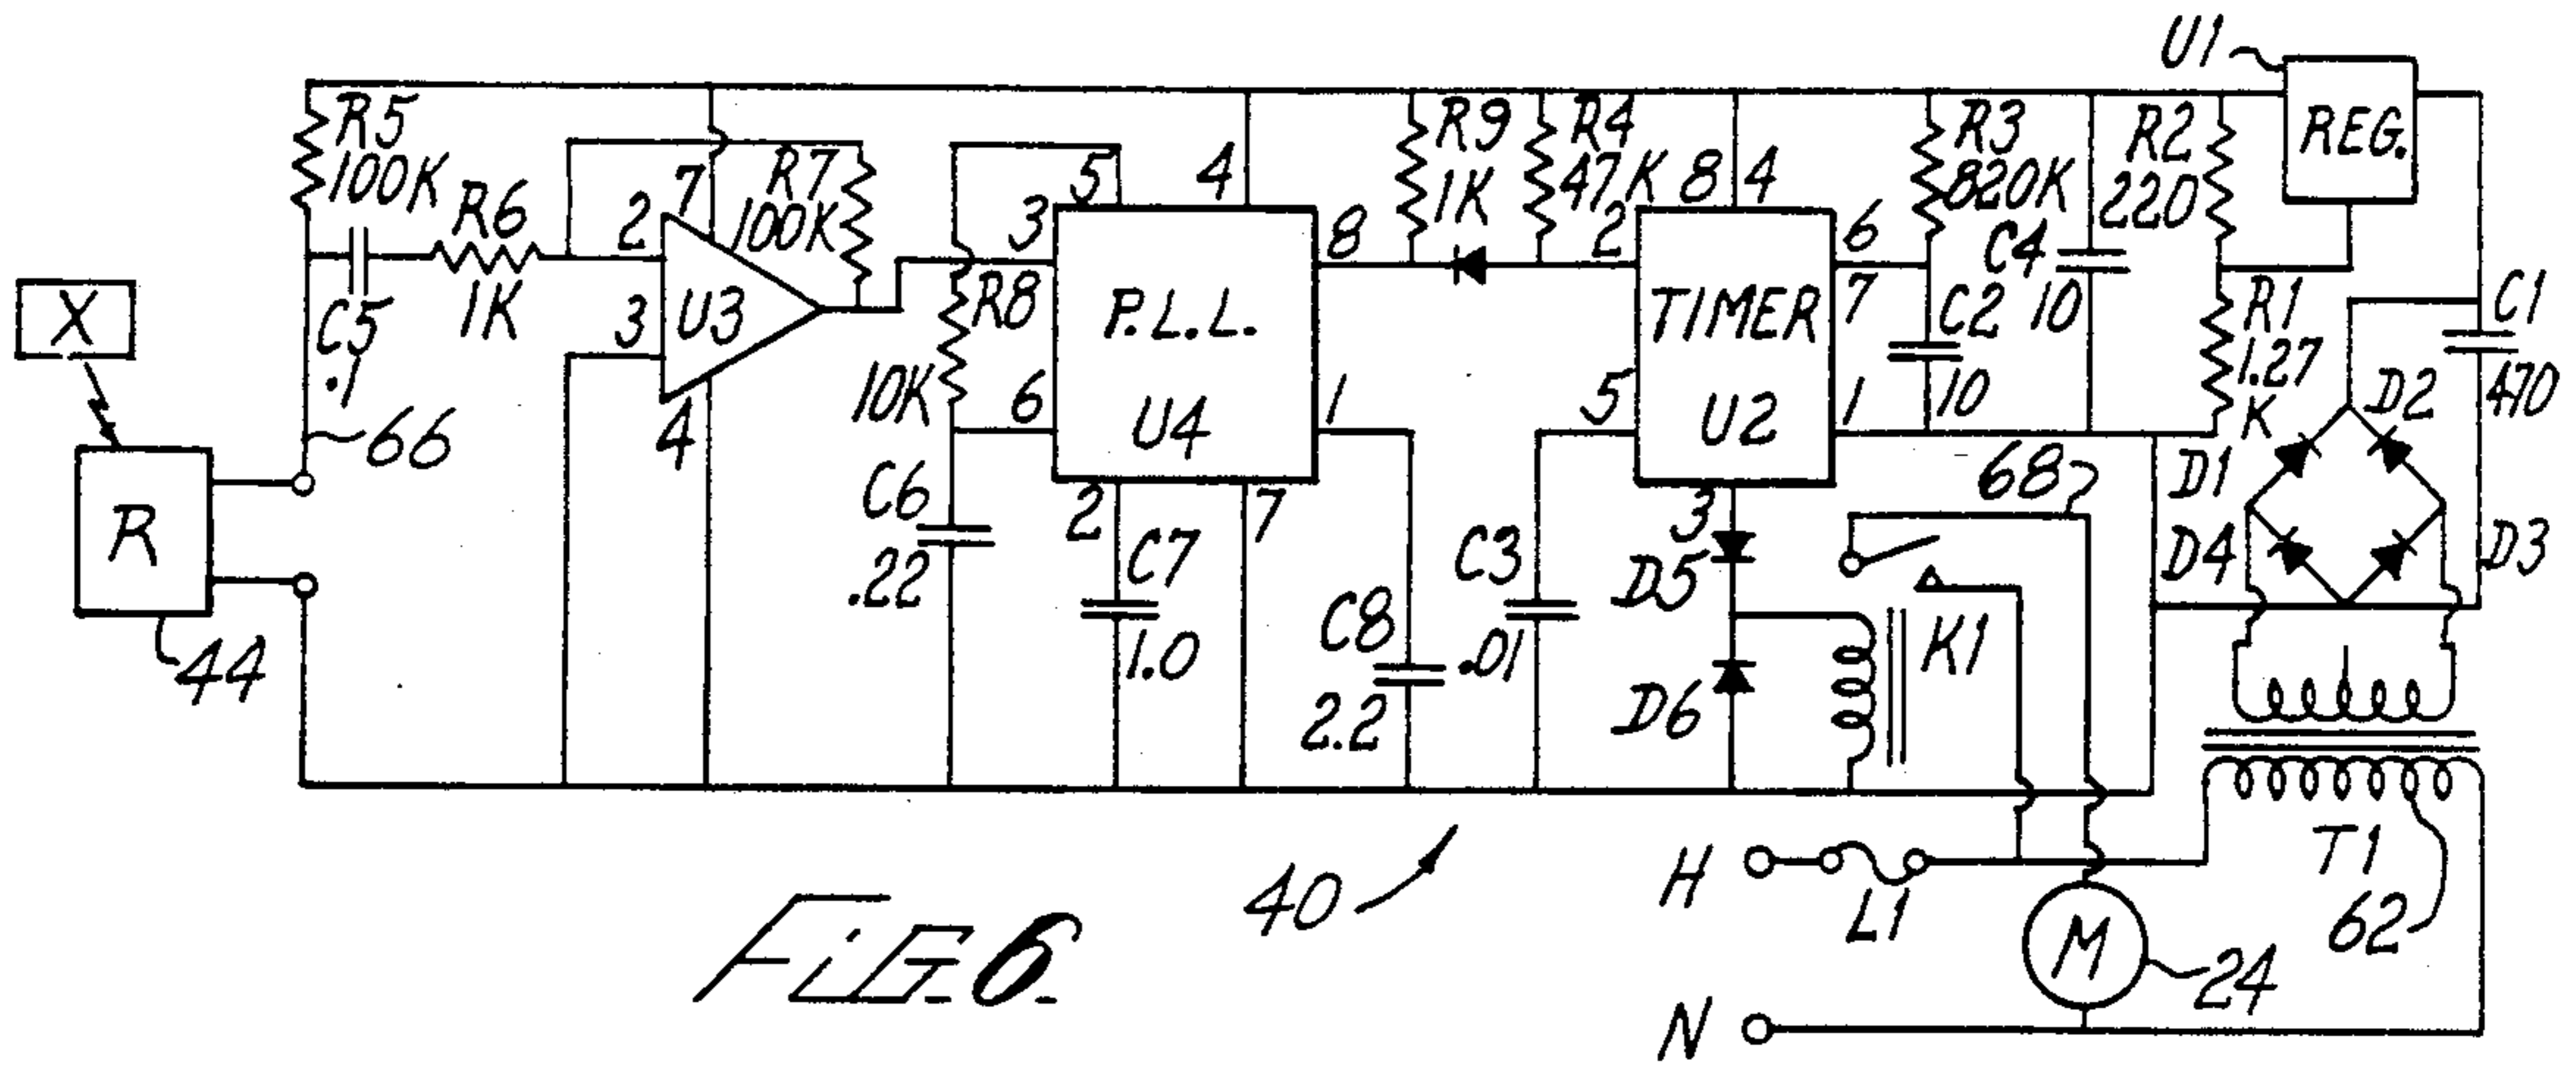 U1
REG.
R5
100K
R6
1K
C5
.1
66
X
R
44
2
7
3
4
U3
R7
100K
5
4
3
8
R8
10K
6
1
2
7
P.L.L.
U4
C6
.22
C7
1.0
C8
2.2
R9
1K
R4
47K
2
8 4
6
7
5
1
3
TIMER
U2
R3
820K
C2
10
C4
10
R2
220
R1
1.27
K
C1
470
D2
D1
D4
D3
68
C3
.01
D5
D6
K1
T1
62
H
L1
M
24
N
40
FIG. 6.